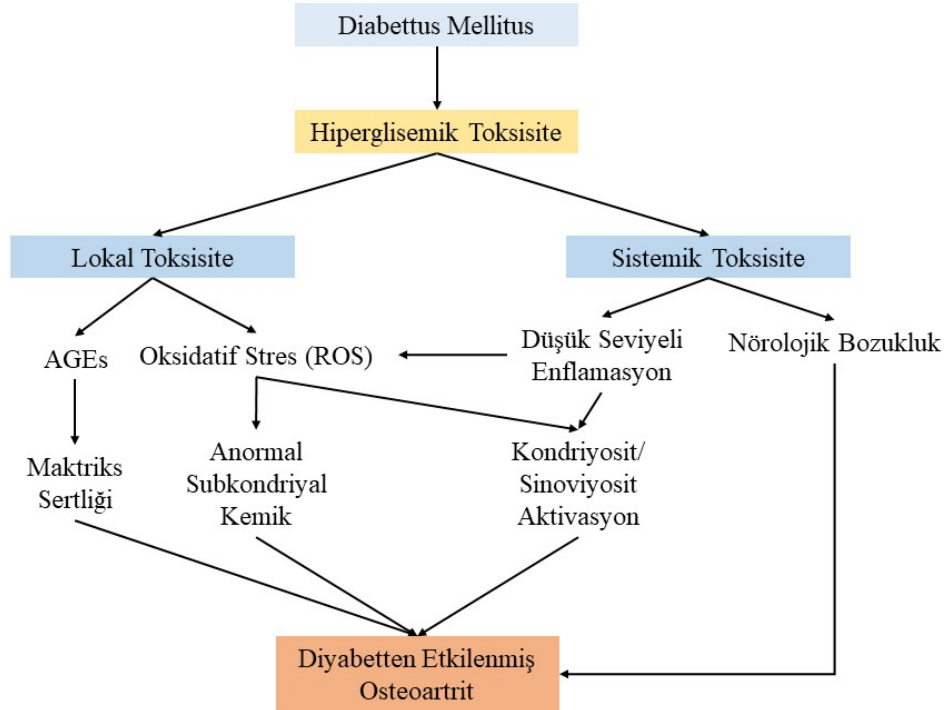 Diabettus Mellitus
Hiperglisemik Toksisite
Lokal Toksisite
Sistemik Toksisite
AGEs
Oksidatif Stres (ROS)
Düşük Seviyeli
Enflamasyon
Nörolojik Bozukluk
Maktriks
Sertliği
Anormal
Subkondriyal
Kemik
Kondriyosit/
Sinoviyosit
Aktivasyon
Diyabetten Etkilenmiş
Osteoartrit